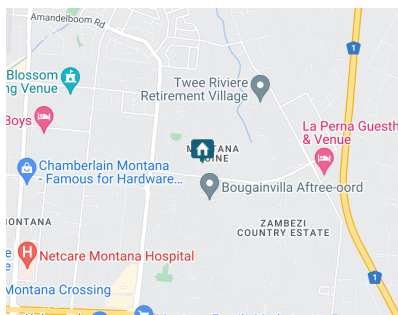 Amandelboom Rd
1
Blossom
ng Venue
Twee Riviere
Retirement Village
Boys
La Perna Guesth
& Venue
MONTANA
TUINE
Chamberlain Montana
- Famous for Hardware...
Bougainvilla Aftree-oord
MONTANA
ZAMBEZI
COUNTRY ESTATE
e
e
H
Netcare Montana Hospital
1
Montana Crossing